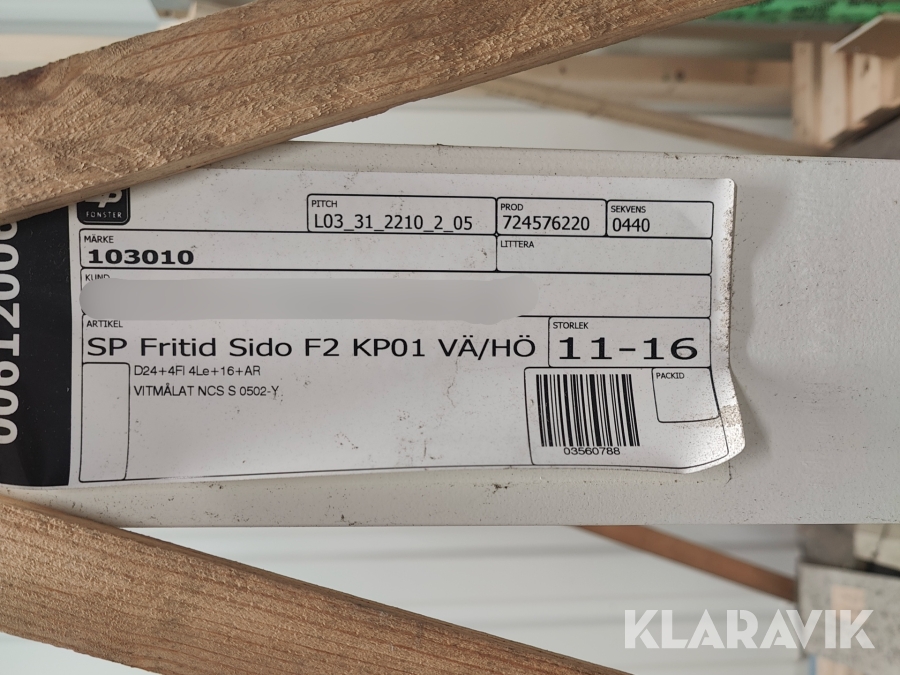 SP
FÖNSTER
PITCH
L03_31_2210_2_05
PROD
724576220
SEKVENS
0440
MÄRKE
103010
LITTERA
KUND
ARTIKEL
SP Fritid Sido F2 KP01 VÄ/HÖ
STORLEK
11-16
D24+4Fl 4Le+16+AR
VITMÅLAT NCS S 0502-Y
PACKID
03560788
KLARAVIK